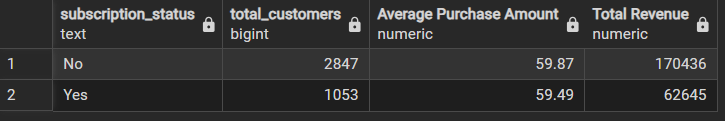 subscription_status total_customers Average Purchase Amount Total Revenue
text bigint numeric numeric
1 No 2847 59.87 170436
2 Yes 1053 59.49 62645